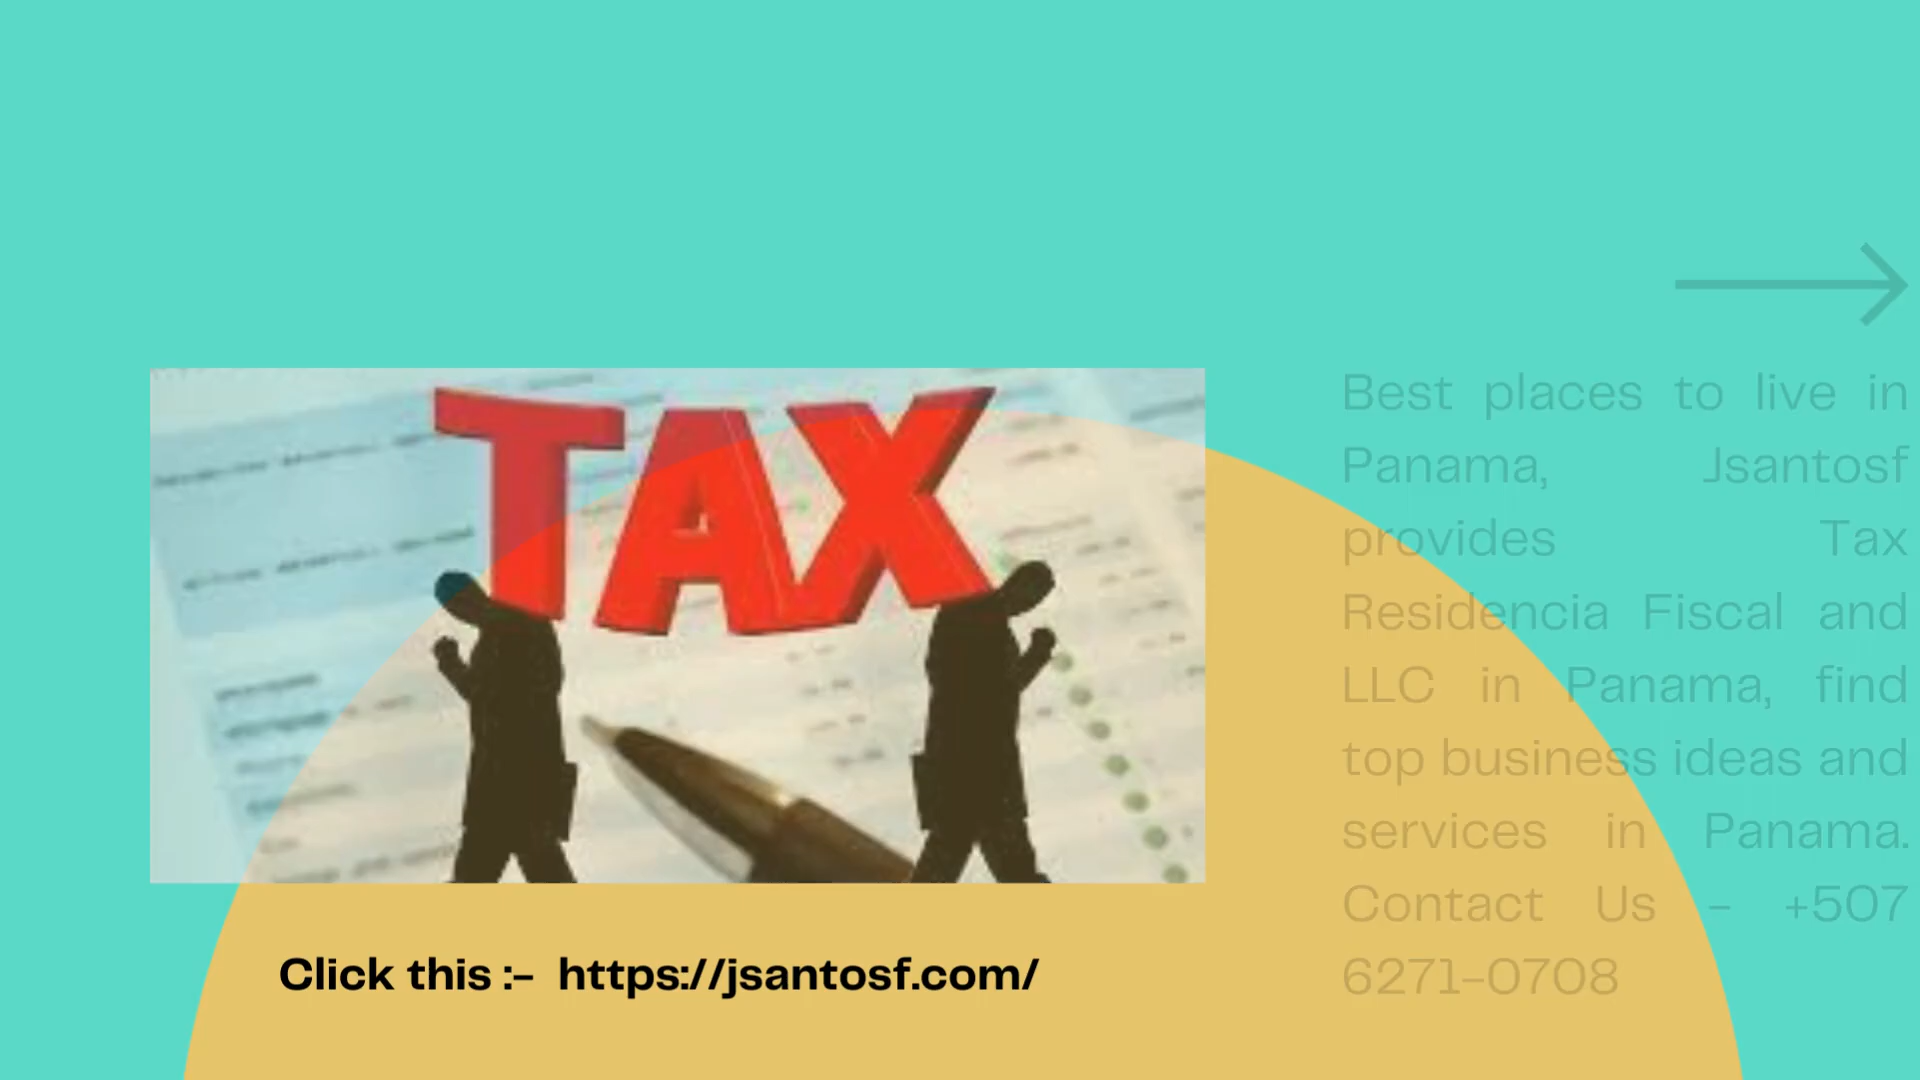 TAX
Best places to live in
Panama, Jsantosf
provides Tax
Residencia Fiscal and
LLC in Panama, find
top business ideas and
services in Panama.
Contact Us - +507
6271-0708
Click this :- https://jsantosf.com/